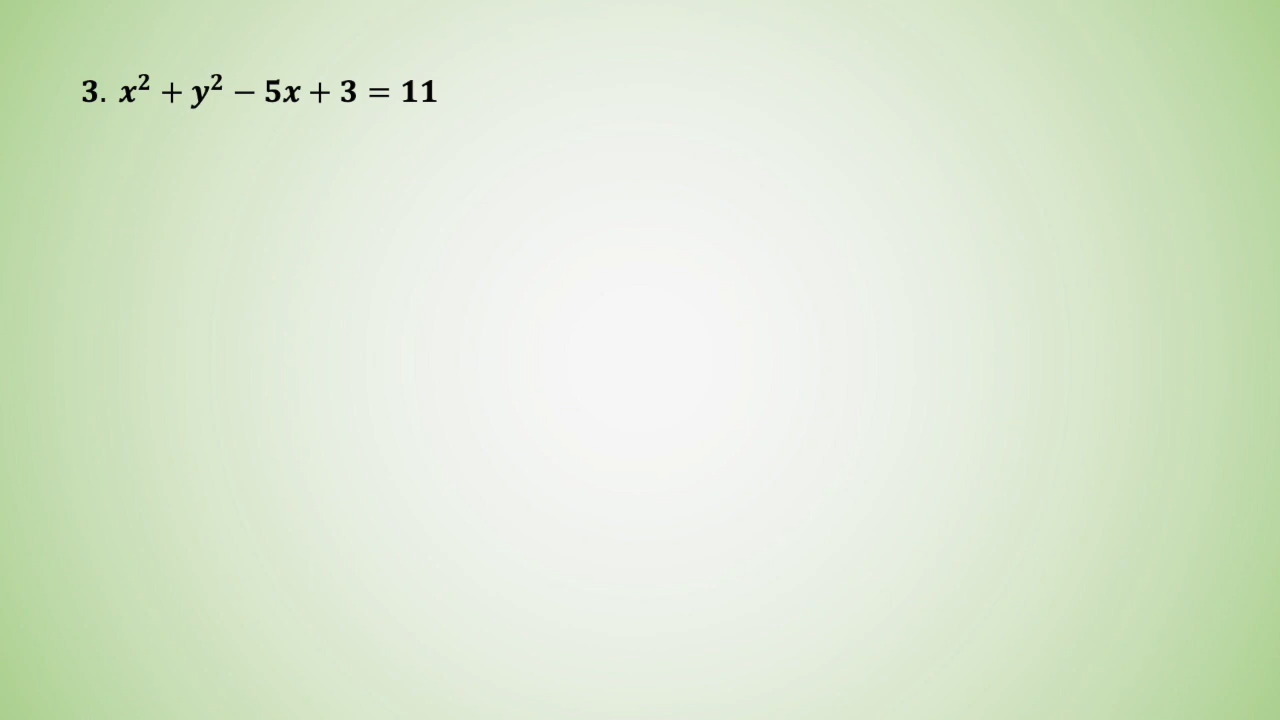 3. x² + y² − 5x + 3 = 11